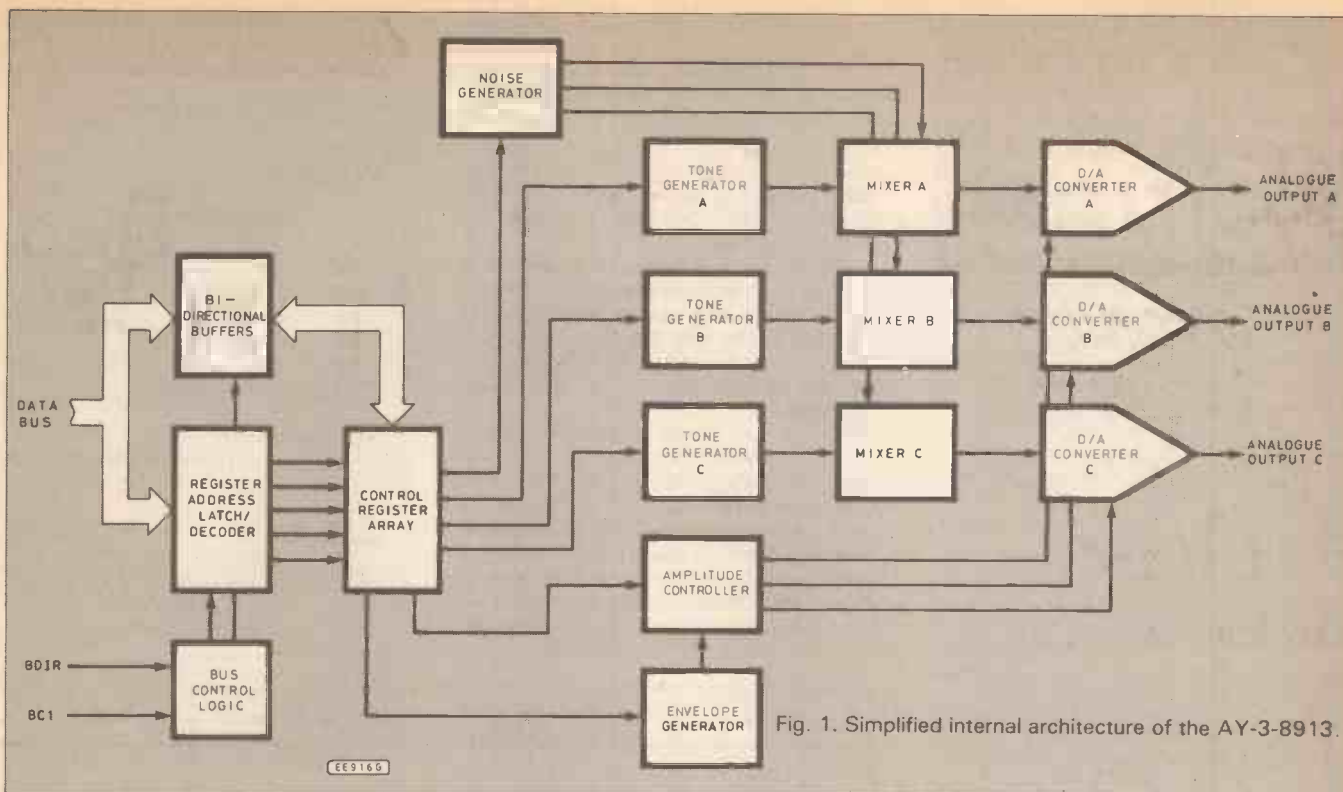 NOISE
GENERATOR
TONE
GENERATOR
A
MIXER A
D/A
CONVERTER
A
ANALOGUE
OUTPUT A
BI-
DIRECTIONAL
BUFFERS
TONE
GENERATOR
B
MIXER B
D/A
CONVERTER
B
ANALOGUE
OUTPUT B
DATA
BUS
REGISTER
ADDRESS
LATCH/
DECODER
CONTROL
REGISTER
ARRAY
TONE
GENERATOR
C
MIXER C
D/A
CONVERTER
C
ANALOGUE
OUTPUT C
AMPLITUDE
CONTROLLER
BDIR
BC1
BUS
CONTROL
LOGIC
ENVELOPE
GENERATOR
EE916G
Fig. 1. Simplified internal architecture of the AY-3-8913.